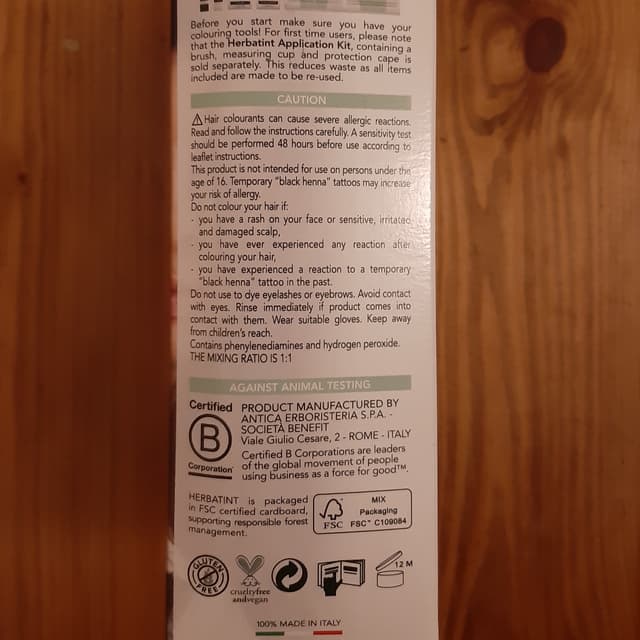 Before you start make sure you have your
colouring tools! For first time users, please note
that the Herbatint Application Kit, containing a
brush, measuring cup and protection cape is
sold separately. This reduces waste as all items
included are made to be re-used.
CAUTION
⚠Hair colourants can cause severe allergic reactions.
Read and follow the instructions carefully. A sensitivity test
should be performed 48 hours before use according to
leaflet instructions.
This product is not intended for use on persons under the
age of 16. Temporary "black henna" tattoos may increase
your risk of allergy.
Do not colour your hair if:
- you have a rash on your face or sensitive, irritated
and damaged scalp,
- you have ever experienced any reaction after
colouring your hair,
- you have experienced a reaction to a temporary
"black henna" tattoo in the past.
Do not use to dye eyelashes or eyebrows. Avoid contact
with eyes. Rinse immediately if product comes into
contact with them. Wear suitable gloves. Keep away
from children's reach.
Contains phenylenediamines and hydrogen peroxide.
THE MIXING RATIO IS 1:1
AGAINST ANIMAL TESTING
Certified
B
Corporation
PRODUCT MANUFACTURED BY
ANTICA ERBORISTERIA S.P.A. -
SOCIETÀ BENEFIT
Viale Giulio Cesare, 2 - ROME - ITALY
Certified B Corporations are leaders
of the global movement of people
using business as a force for good™.
HERBATINT is packaged
in FSC certified cardboard,
supporting responsible forest
management.
FSC
MIX
Packaging
FSC™ C109084
GLUTEN
FREE
crueltyfree
andvegan
12 M
100% MADE IN ITALY